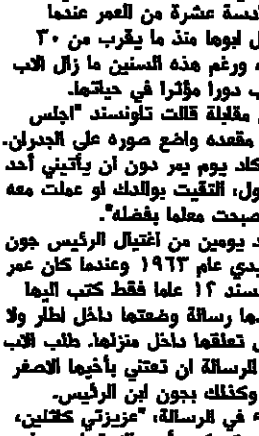 سادسة عشرة من العمر عندما
ل ابوها منذ ما يقرب من ٣٠
ورغم هذه السنين ما زال الاب
ب دورا مؤثرا في حياتها.
مقابلة قالت تاونسند "اجلس
مقعده واضع صوره على الجدران.
كاد يوم يمر دون ان يأتيني أحد
ول، التقيت بوالدك لو عملت معه
صبحت معلما بفضله".
يومين من اغتيال الرئيس جون
يدي عام ١٩٦٣ وعندما كان عمر
سند ١٢ عاما فقط كتب اليها
ها رسالة وضعتها داخل اطار ولا
تعلقها داخل منزلها. طلب الاب
الرسالة ان تعتني بأخيها الاصغر
وكذلك بجون ابن الرئيس.
في الرسالة، "عزيزتي كاثلين،